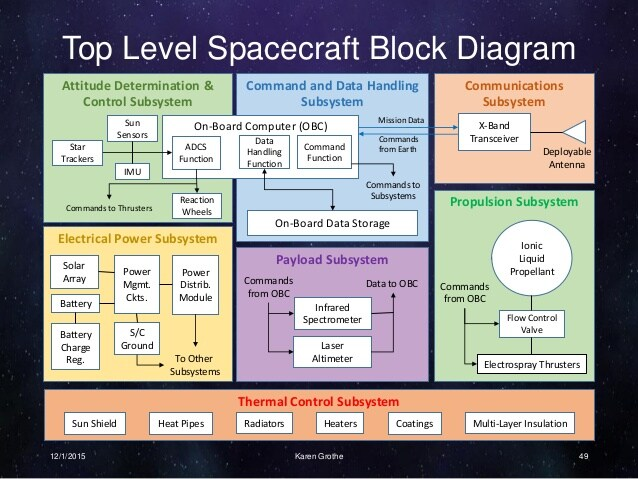 Top Level Spacecraft Block Diagram
Attitude Determination &
Control Subsystem
Sun
Sensors
Star
Trackers
IMU
ADCS
Function
Commands to Thrusters
Reaction
Wheels
Command and Data Handling
Subsystem
On-Board Computer (OBC)
Data
Handling
Function
Command
Function
Mission Data
Commands
from Earth
Commands to
Subsystems
On-Board Data Storage
Communications
Subsystem
X-Band
Transceiver
Deployable
Antenna
Electrical Power Subsystem
Solar
Array
Battery
Battery
Charge
Reg.
Power
Mgmt.
Ckts.
S/C
Ground
Power
Distrib.
Module
To Other
Subsystems
Payload Subsystem
Commands
from OBC
Data to OBC
Infrared
Spectrometer
Laser
Altimeter
Propulsion Subsystem
Ionic
Liquid
Propellant
Commands
from OBC
Flow Control
Valve
Electrospray Thrusters
Thermal Control Subsystem
Sun Shield
Heat Pipes
Radiators
Heaters
Coatings
Multi-Layer Insulation
12/1/2015
Karen Grothe
49